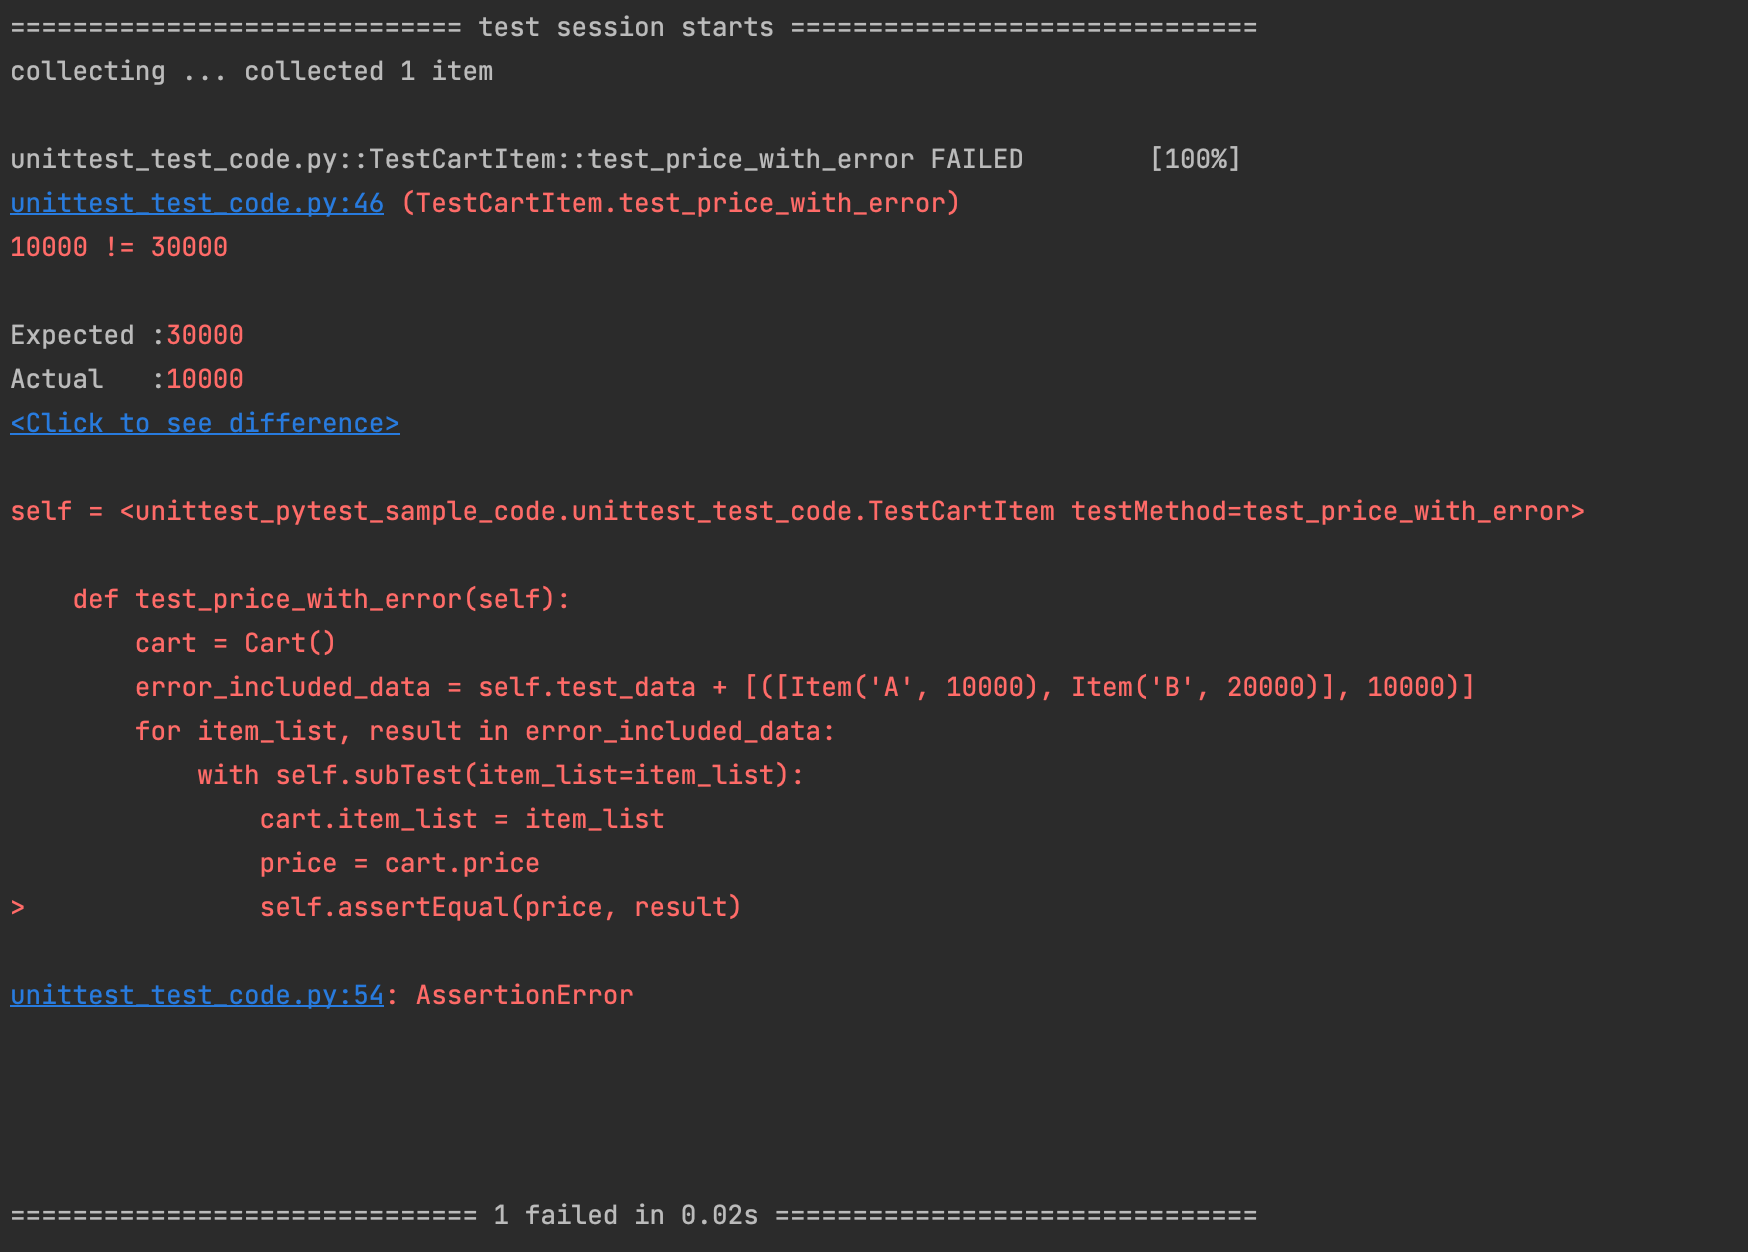 ============================= test session starts ==============================
collecting ... collected 1 item

unittest_test_code.py::TestCartItem::test_price_with_error FAILED        [100%]
unittest_test_code.py:46 (TestCartItem.test_price_with_error)
10000 != 30000

Expected :30000
Actual   :10000
<Click to see difference>

self = <unittest_pytest_sample_code.unittest_test_code.TestCartItem testMethod=test_price_with_error>

    def test_price_with_error(self):
        cart = Cart()
        error_included_data = self.test_data + [([Item('A', 10000), Item('B', 20000)], 10000)]
        for item_list, result in error_included_data:
            with self.subTest(item_list=item_list):
                cart.item_list = item_list
                price = cart.price
>               self.assertEqual(price, result)

unittest_test_code.py:54: AssertionError

============================== 1 failed in 0.02s ===============================